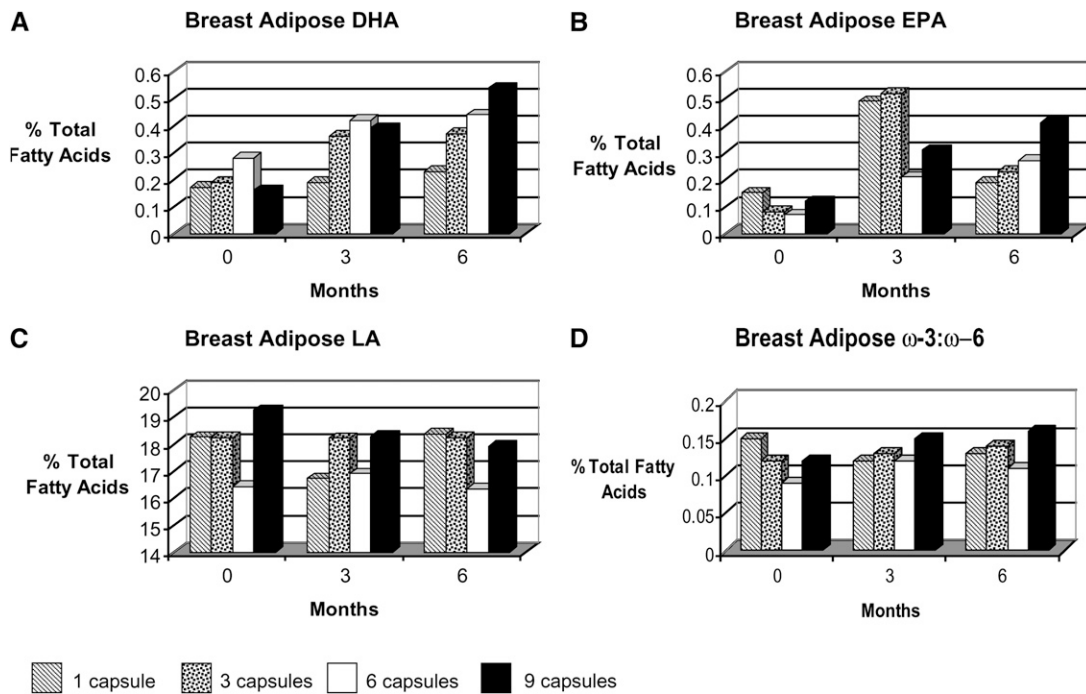 A
Breast Adipose DHA
% Total
Fatty Acids
0.6
0.5
0.4
0.3
0.2
0.1
0
0
3
6
Months
B
Breast Adipose EPA
% Total
Fatty Acids
0.6
0.5
0.4
0.3
0.2
0.1
0
0
3
6
Months
C
Breast Adipose LA
% Total
Fatty Acids
20
19
18
17
16
15
14
0
3
6
Months
D
Breast Adipose ω-3:ω–6
% Total Fatty
Acids
0.2
0.15
0.1
0.05
0
0
3
6
Months
1 capsule
3 capsules
6 capsules
9 capsules